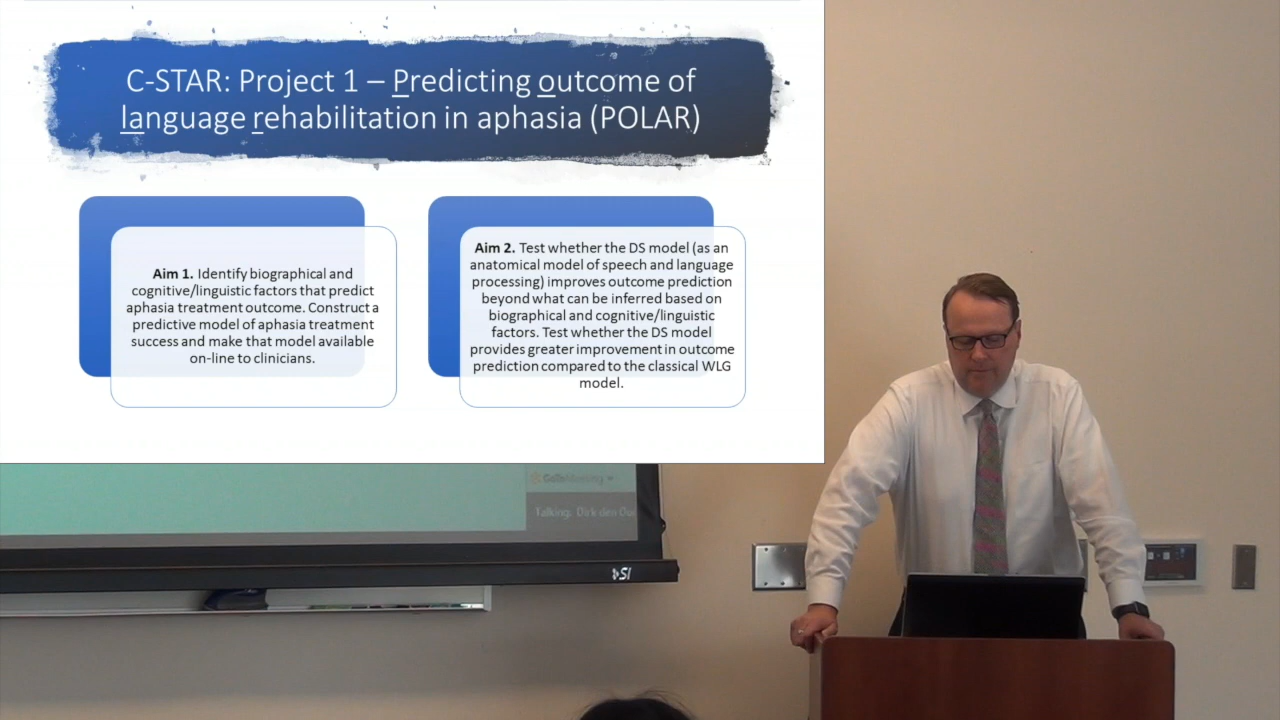 C-STAR: Project 1 – Predicting outcome of
language rehabilitation in aphasia (POLAR)
Aim 1. Identify biographical and
cognitive/linguistic factors that predict
aphasia treatment outcome. Construct a
predictive model of aphasia treatment
success and make that model available
on-line to clinicians.
Aim 2. Test whether the DS model (as an
anatomical model of speech and language
processing) improves outcome prediction
beyond what can be inferred based on
biographical and cognitive/linguistic
factors. Test whether the DS model
provides greater improvement in outcome
prediction compared to the classical WLG
model.
GoToMeeting
Talking: Dirk den